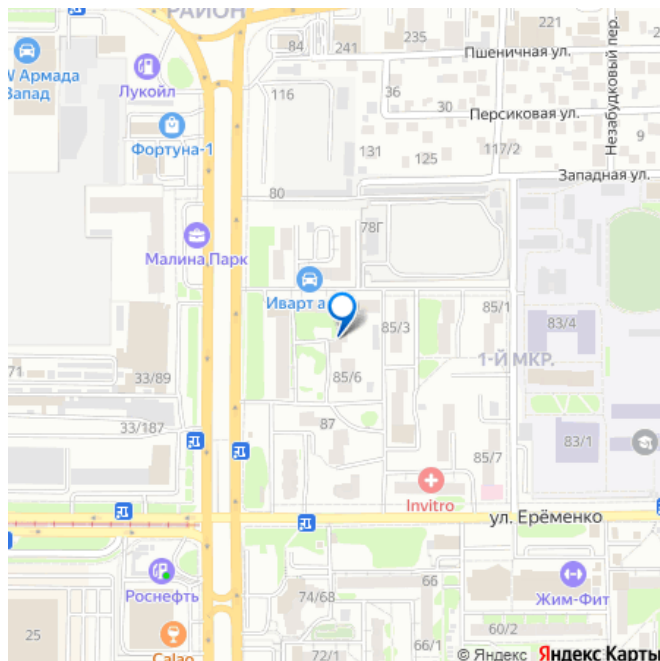 РАЙОН
84
241
235
221
Пшеничная ул.
Незабудковый пер.
W Армада
Запад
Лукойл
116
36
30
Персиковая ул.
9
Фортуна-1
131
125
117/2
Западная ул.
80
78Г
Малина Парк
Иварт а
85/3
85/1
83/4
1-Й МКР.
71
33/89
85/6
87
33/187
83/1
85/7
Invitro
ул. Ерёменко
Роснефть
66
Жим-Фит
74/68
25
60/2
66/1
72/1
Calao
© Яндекс Яндекс Карты